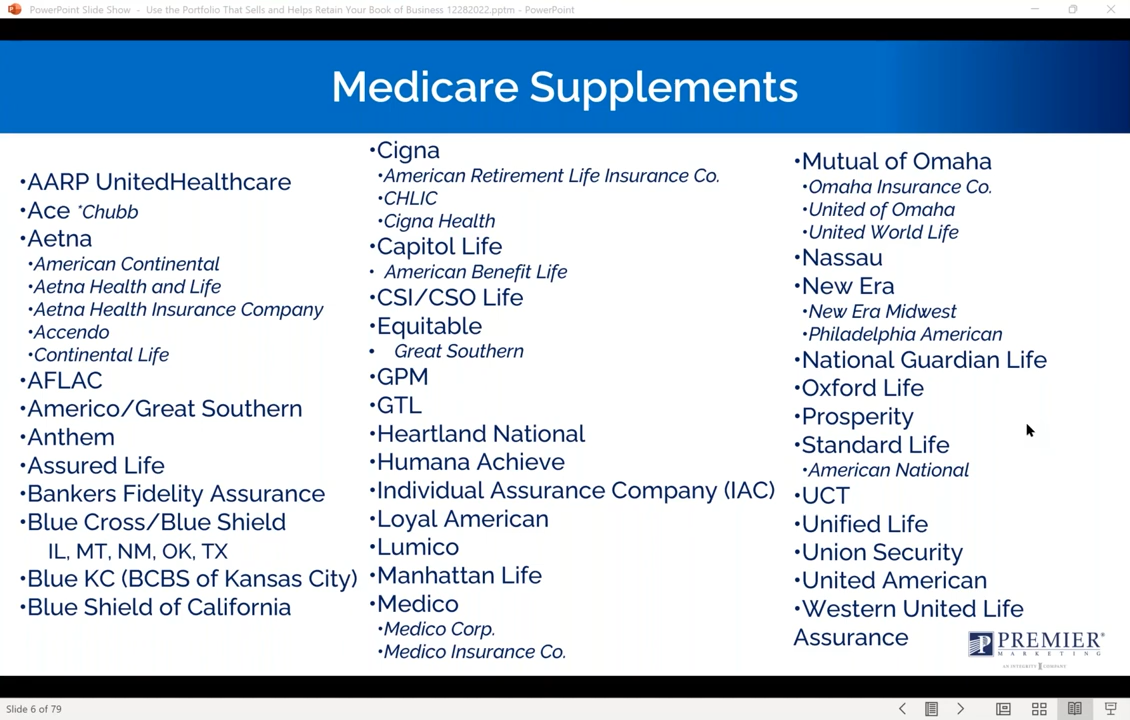 PowerPoint Slide Show - Use the Portfolio That Sells and Helps Retain Your Book of Business 12282022.pptm - PowerPoint
Medicare Supplements
•AARP UnitedHealthcare
•Ace *Chubb
•Aetna
•American Continental
•Aetna Health and Life
•Aetna Health Insurance Company
•Accendo
•Continental Life
•AFLAC
•Americo/Great Southern
•Anthem
•Assured Life
•Bankers Fidelity Assurance
•Blue Cross/Blue Shield
IL, MT, NM, OK, TX
•Blue KC (BCBS of Kansas City)
•Blue Shield of California
•Cigna
•American Retirement Life Insurance Co.
•CHLIC
•Cigna Health
•Capitol Life
• American Benefit Life
•CSI/CSO Life
•Equitable
• Great Southern
•GPM
•GTL
•Heartland National
•Humana Achieve
•Individual Assurance Company (IAC)
•Loyal American
•Lumico
•Manhattan Life
•Medico
•Medico Corp.
•Medico Insurance Co.
•Mutual of Omaha
•Omaha Insurance Co.
•United of Omaha
•United World Life
•Nassau
•New Era
•New Era Midwest
•Philadelphia American
•National Guardian Life
•Oxford Life
•Prosperity
•Standard Life
•American National
•UCT
•Unified Life
•Union Security
•United American
•Western United Life
Assurance
PREMIER®
MARKETING
AN INTEGRITY COMPANY
Slide 6 of 79